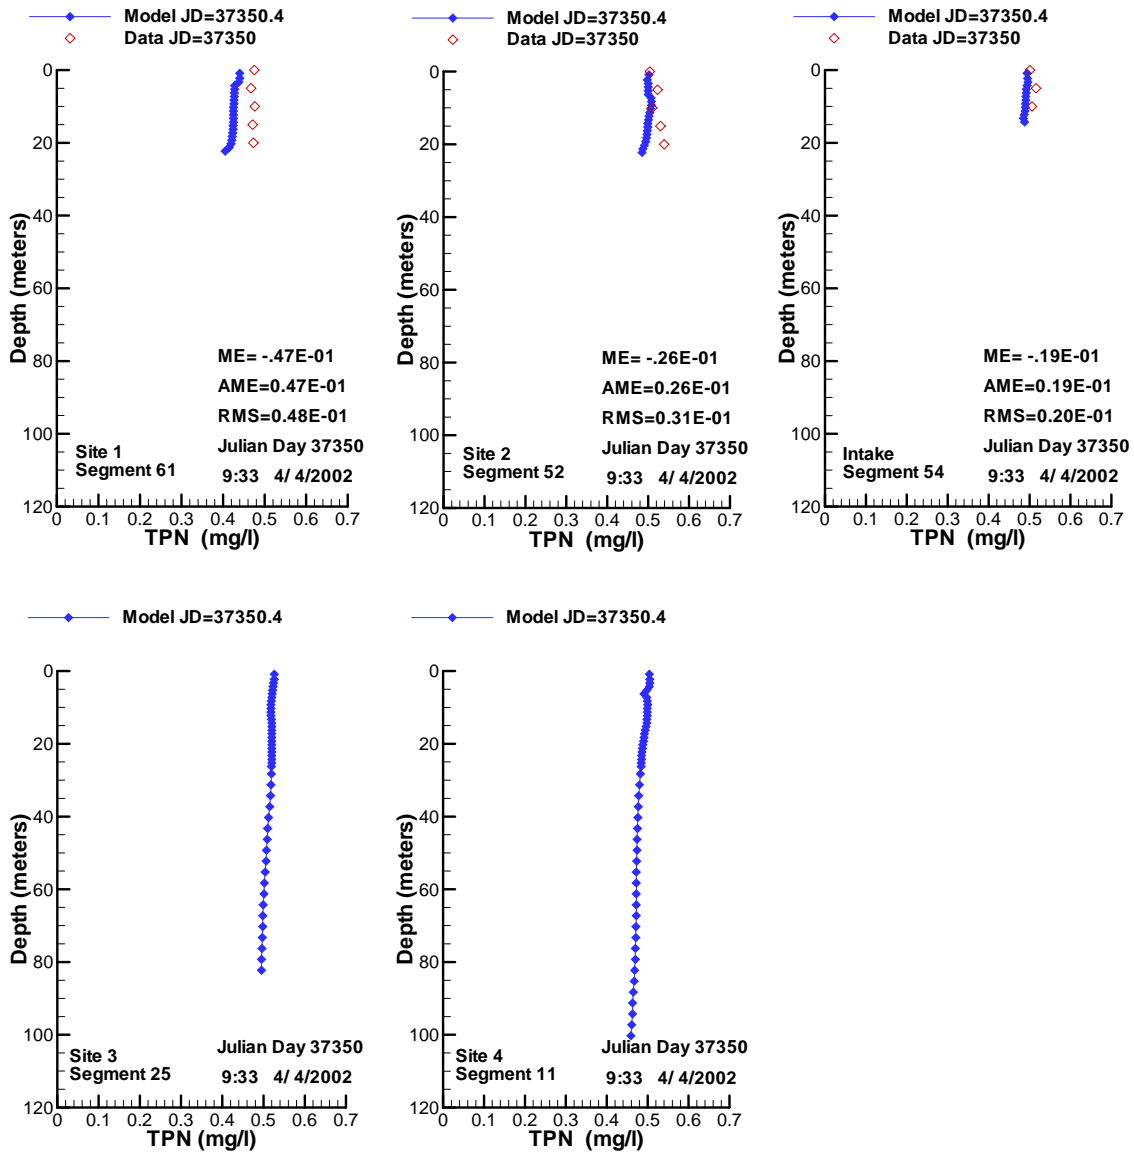 Model JD=37350.4
Data JD=37350
0
20
40
60
80
100
120
Depth (meters)
ME= -.47E-01
AME=0.47E-01
RMS=0.48E-01
Julian Day 37350
9:33 4/ 4/2002
Site 1
Segment 61
0 0.1 0.2 0.3 0.4 0.5 0.6 0.7
TPN (mg/l)
Model JD=37350.4
Data JD=37350
0
20
40
60
80
100
120
Depth (meters)
ME= -.26E-01
AME=0.26E-01
RMS=0.31E-01
Julian Day 37350
9:33 4/ 4/2002
Site 2
Segment 52
0 0.1 0.2 0.3 0.4 0.5 0.6 0.7
TPN (mg/l)
Model JD=37350.4
Data JD=37350
0
20
40
60
80
100
120
Depth (meters)
ME= -.19E-01
AME=0.19E-01
RMS=0.20E-01
Julian Day 37350
9:33 4/ 4/2002
Intake
Segment 54
0 0.1 0.2 0.3 0.4 0.5 0.6 0.7
TPN (mg/l)
Model JD=37350.4
0
20
40
60
80
100
120
Depth (meters)
Julian Day 37350
9:33 4/ 4/2002
Site 3
Segment 25
0 0.1 0.2 0.3 0.4 0.5 0.6 0.7
TPN (mg/l)
Model JD=37350.4
0
20
40
60
80
100
120
Depth (meters)
Julian Day 37350
9:33 4/ 4/2002
Site 4
Segment 11
0 0.1 0.2 0.3 0.4 0.5 0.6 0.7
TPN (mg/l)